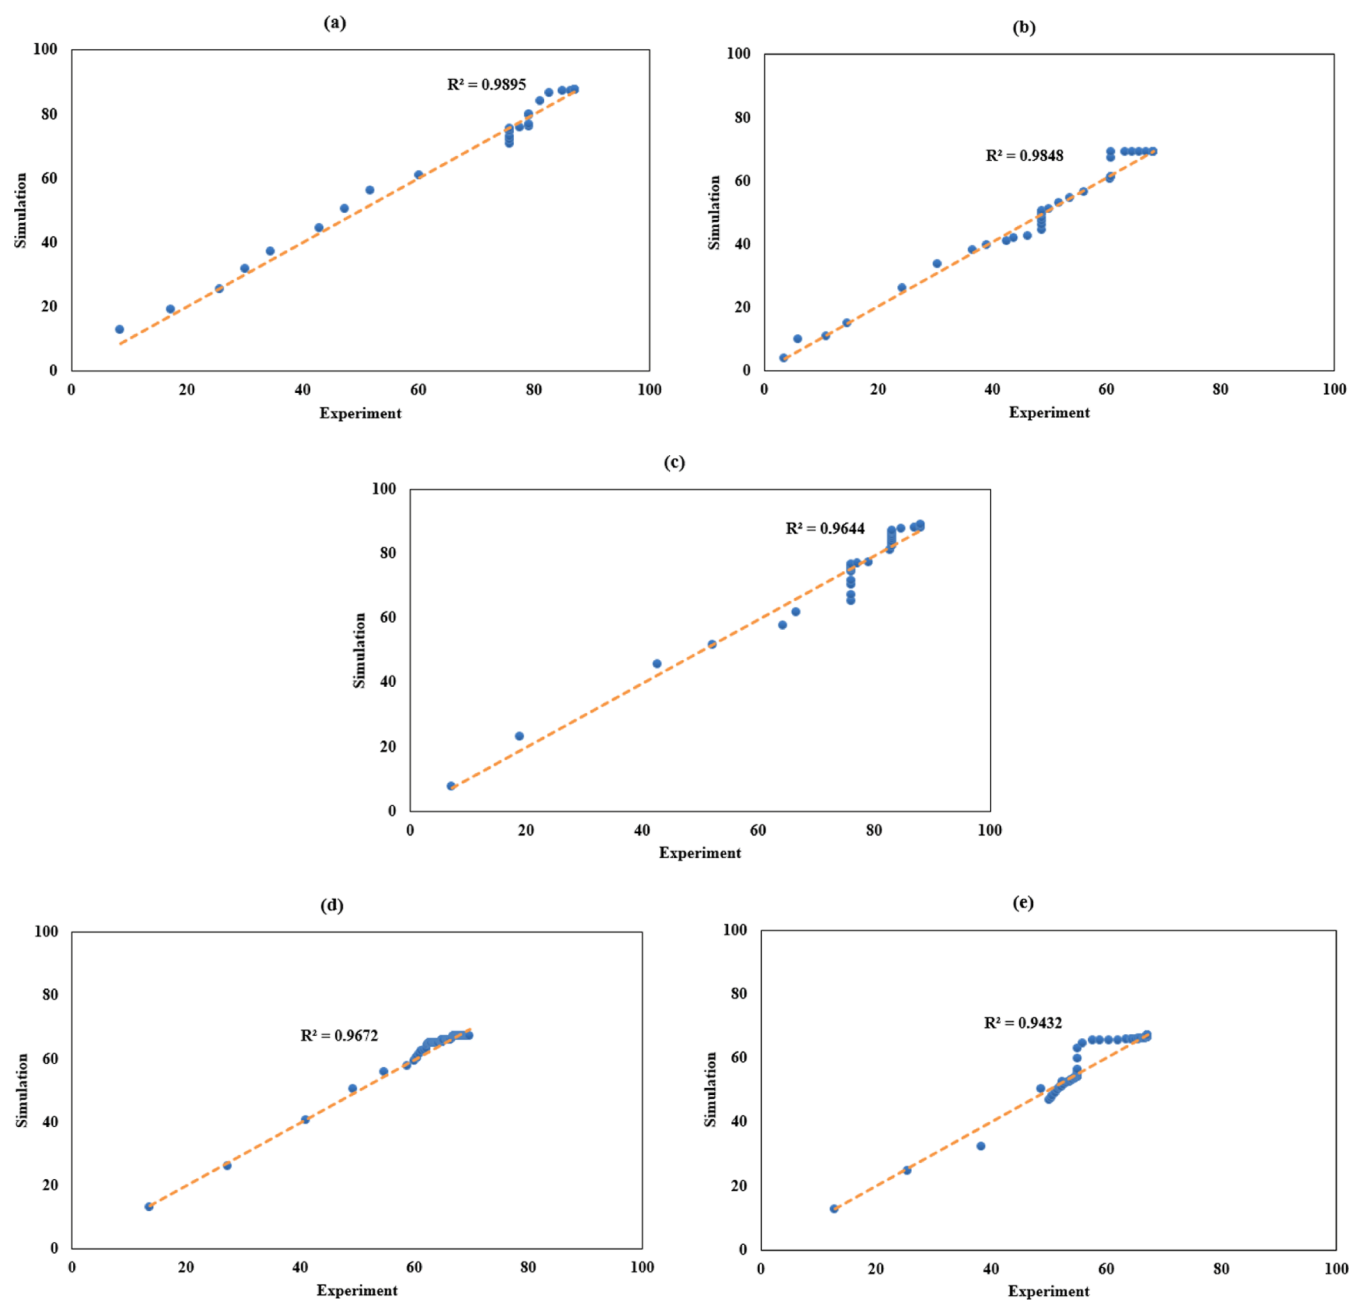 (a)
100
80
60
40
20
0
Simulation
R² = 0.9895
0 20 40 60 80 100
Experiment
(b)
100
80
60
40
20
0
Simulation
R² = 0.9848
0 20 40 60 80 100
Experiment
(c)
100
80
60
40
20
0
Simulation
R² = 0.9644
0 20 40 60 80 100
Experiment
(d)
100
80
60
40
20
0
Simulation
R² = 0.9672
0 20 40 60 80 100
Experiment
(e)
100
80
60
40
20
0
Simulation
R² = 0.9432
0 20 40 60 80 100
Experiment